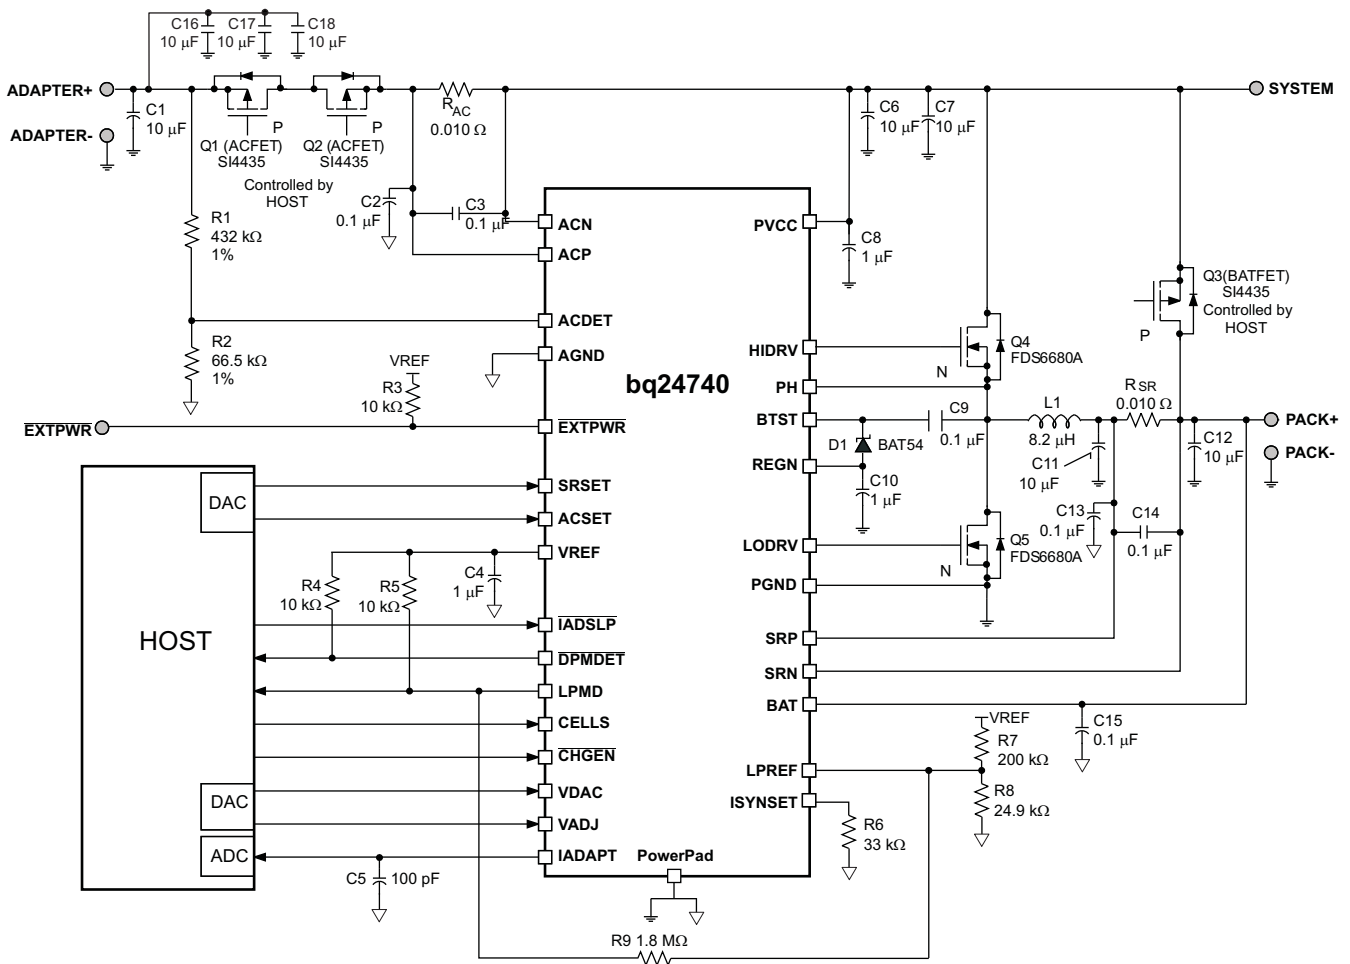 C16
10 μF
C17
10 μF
C18
10 μF
ADAPTER+
C1
10 μF
ADAPTER-
P
Q1 (ACFET)
SI4435
P
Q2 (ACFET)
SI4435
Controlled by
HOST
RAC
0.010 Ω
SYSTEM
C6
10 μF
C7
10 μF
R1
432 kΩ
1%
C2
0.1 μF
C3
0.1 μF
ACN
ACP
PVCC
C8
1 μF
Q3(BATFET)
SI4435
Controlled by
HOST
P
ACDET
R2
66.5 kΩ
1%
AGND
VREF
R3
10 kΩ
bq24740
HIDRV
N
Q4
FDS6680A
PH
EXTPWR
EXTPWR
BTST
C9
0.1 μF
L1
8.2 μH
RSR
0.010 Ω
PACK+
D1
BAT54
REGN
C10
1 μF
C11
10 μF
C12
10 μF
PACK-
DAC
SRSET
ACSET
C13
0.1 μF
C14
0.1 μF
VREF
C4
1 μF
R4
10 kΩ
R5
10 kΩ
LODRV
N
Q5
FDS6680A
PGND
HOST
IADSLP
DPMDET
LPMD
CELLS
CHGEN
SRP
SRN
BAT
C15
0.1 μF
VREF
R7
200 kΩ
LPREF
R8
24.9 kΩ
ISYNSET
R6
33 kΩ
DAC
VDAC
VADJ
ADC
IADAPT
PowerPad
C5
100 pF
R9 1.8 MΩ